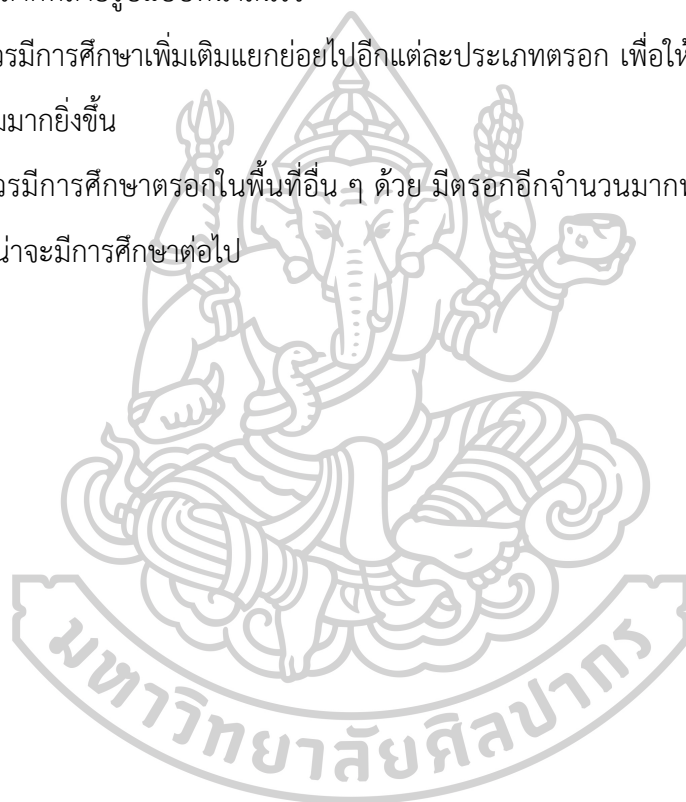 วรมีการศึกษาเพิ่มเติมแยกย่อยไปอีกแต่ละประเภทตรอก เพื่อให้
มมากยิ่งขึ้น
วรมีการศึกษาตรอกในพื้นที่อื่น ๆ ด้วย มีตรอกอีกจำนวนมาก
น่าจะมีการศึกษาต่อไป
มหาวิทยาลัยศิลปากร